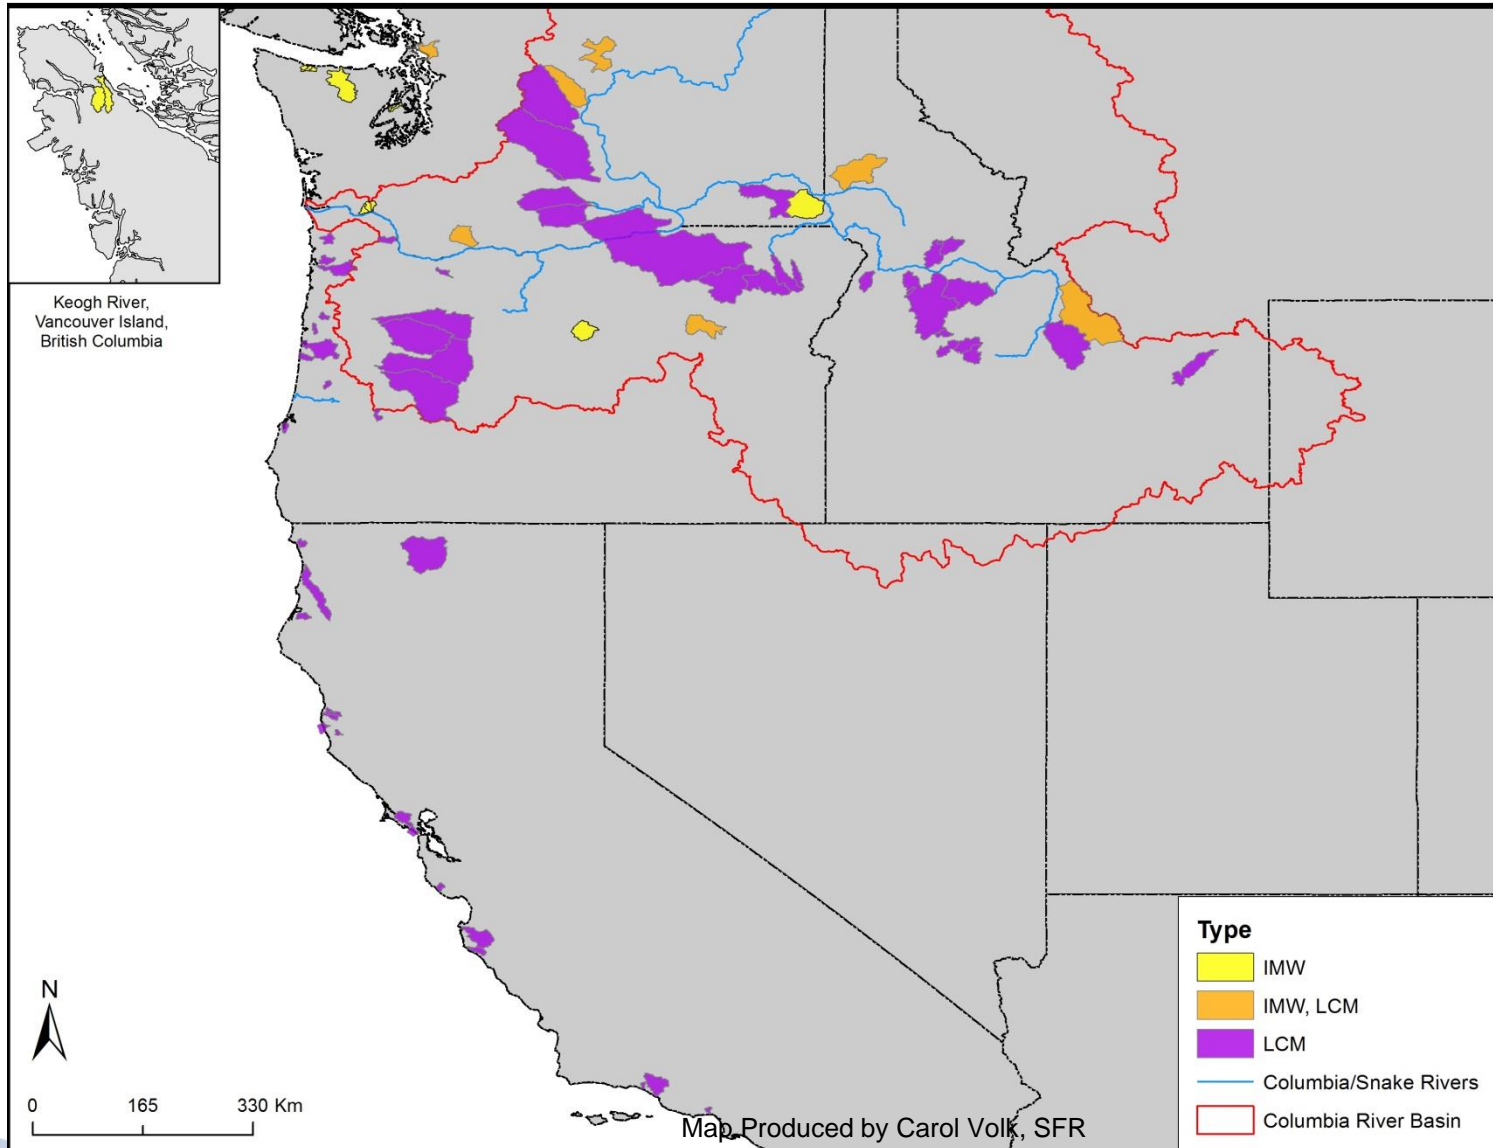 Keogh River,
Vancouver Island,
British Columbia
N
0 165 330 Km
Map Produced by Carol Volk, SFR
Type
IMW
IMW, LCM
LCM
Columbia/Snake Rivers
Columbia River Basin